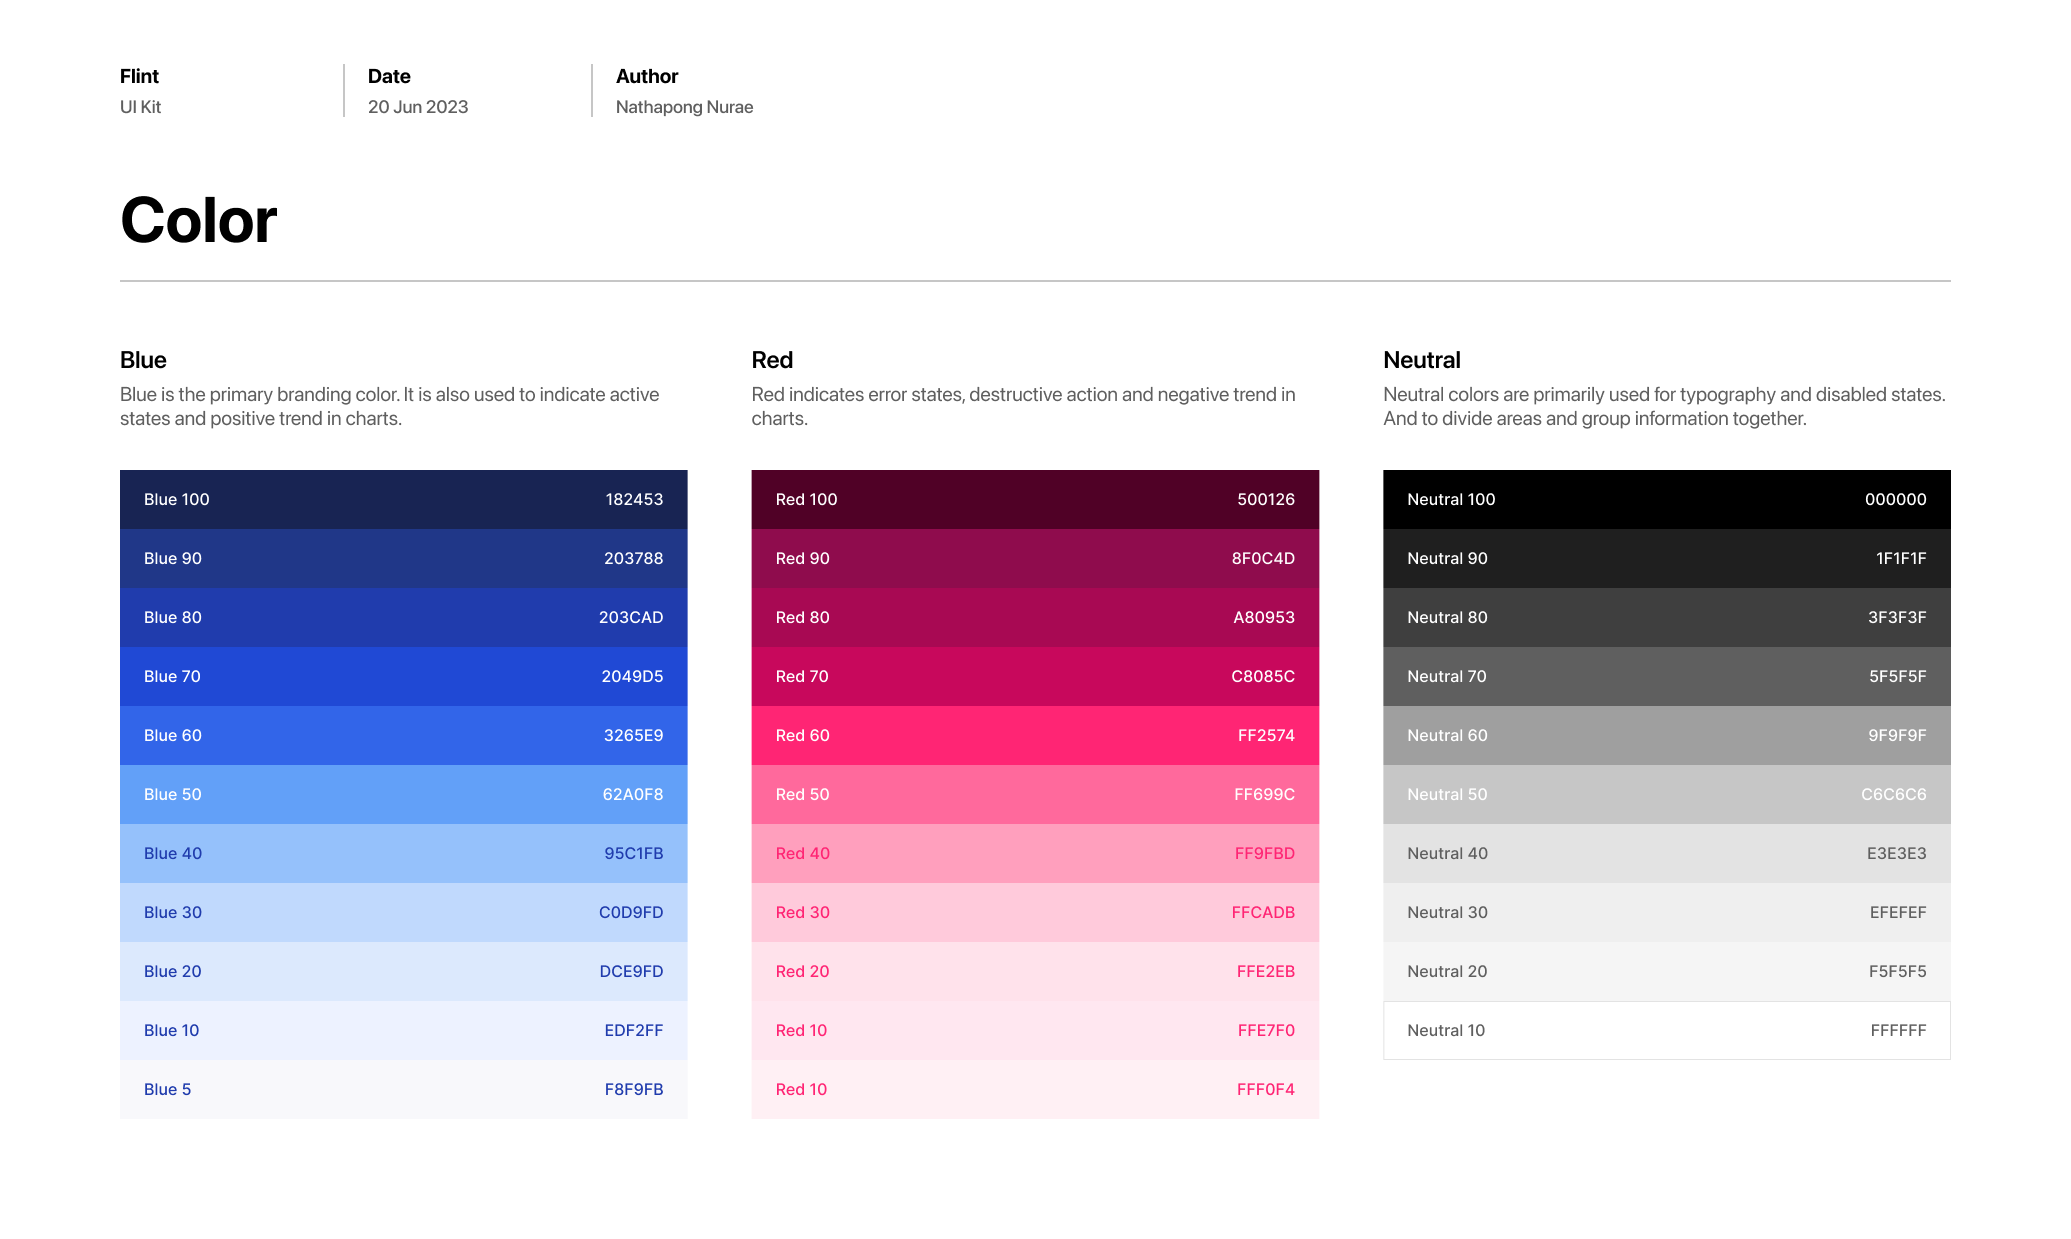 Flint
UI Kit
Date
20 Jun 2023
Author
Nathapong Nurae
Color
Blue
Blue is the primary branding color. It is also used to indicate active
states and positive trend in charts.
Blue 100 182453
Blue 90 203788
Blue 80 203CAD
Blue 70 2049D5
Blue 60 3265E9
Blue 50 62A0F8
Blue 40 95C1FB
Blue 30 C0D9FD
Blue 20 DCE9FD
Blue 10 EDF2FF
Blue 5 F8F9FB
Red
Red indicates error states, destructive action and negative trend in
charts.
Red 100 500126
Red 90 8F0C4D
Red 80 A80953
Red 70 C8085C
Red 60 FF2574
Red 50 FF699C
Red 40 FF9FBD
Red 30 FFCADB
Red 20 FFE2EB
Red 10 FFE7F0
Red 10 FFF0F4
Neutral
Neutral colors are primarily used for typography and disabled states.
And to divide areas and group information together.
Neutral 100 000000
Neutral 90 1F1F1F
Neutral 80 3F3F3F
Neutral 70 5F5F5F
Neutral 60 9F9F9F
Neutral 50 C6C6C6
Neutral 40 E3E3E3
Neutral 30 EFEFEF
Neutral 20 F5F5F5
Neutral 10 FFFFFF